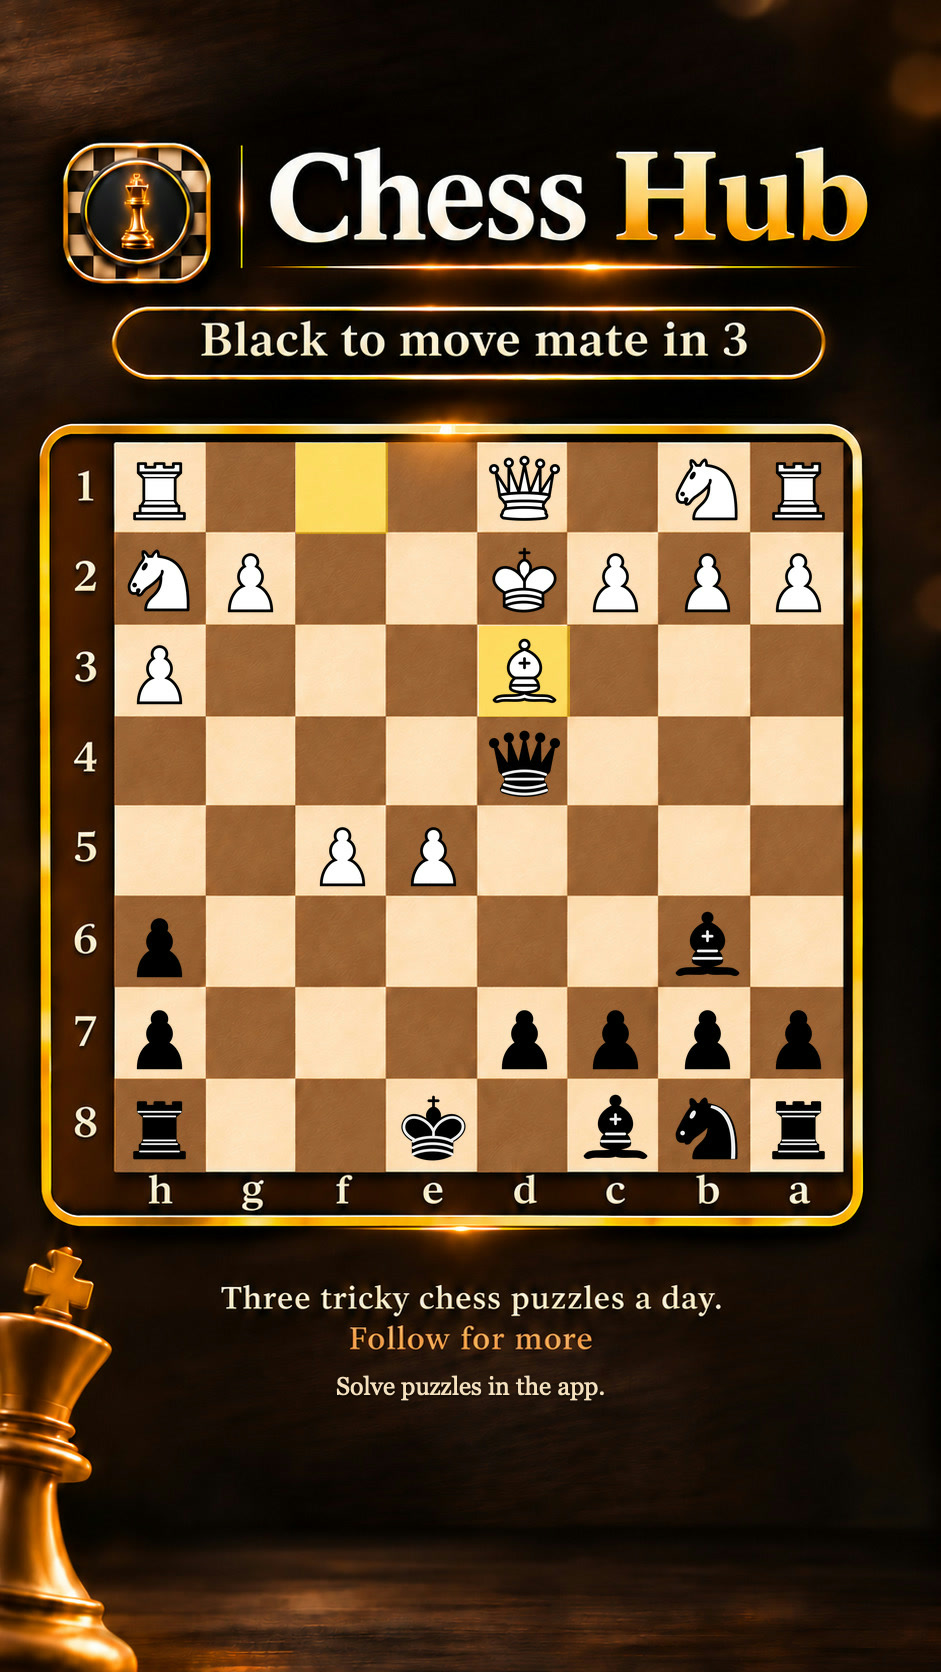 Chess Hub
Black to move mate in 3
1
2
3
4
5
6
7
8
h g f e d c b a
Three tricky chess puzzles a day.
Follow for more
Solve puzzles in the app.